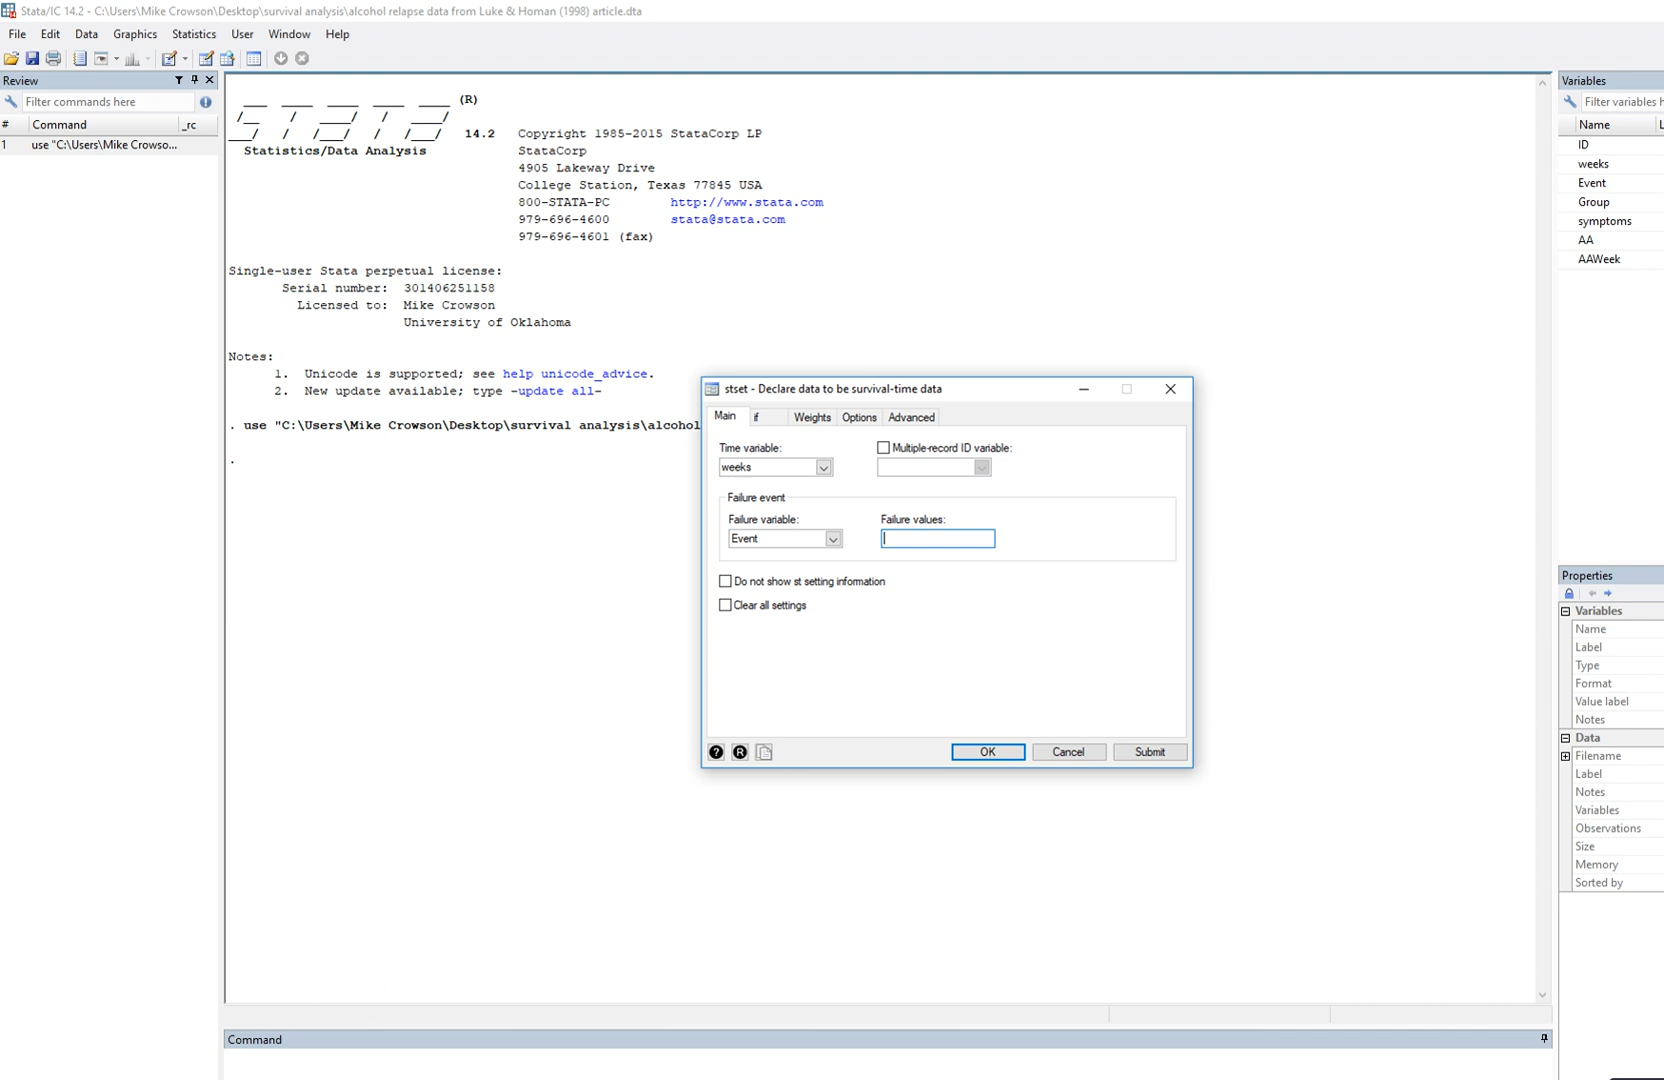 Stata/IC 14.2 - C:\Users\Mike Crowson\Desktop\survival analysis\alcohol relapse data from Luke & Homan (1998) article.dta
File Edit Data Graphics Statistics User Window Help
Review
Filter commands here
# Command _rc
1 use "C:\Users\Mike Crowso...
(R)
14.2 Copyright 1985-2015 StataCorp LP
Statistics/Data Analysis StataCorp
4905 Lakeway Drive
College Station, Texas 77845 USA
800-STATA-PC http://www.stata.com
979-696-4600 stata@stata.com
979-696-4601 (fax)
Single-user Stata perpetual license:
Serial number: 301406251158
Licensed to: Mike Crowson
University of Oklahoma
Notes:
1. Unicode is supported; see help unicode_advice.
2. New update available; type -update all-
. use "C:\Users\Mike Crowson\Desktop\survival analysis\alcohol
.
stset - Declare data to be survival-time data
Main if Weights Options Advanced
Time variable: Multiple-record ID variable:
weeks
Failure event
Failure variable: Failure values:
Event
Do not show st setting information
Clear all settings
OK Cancel Submit
Command
Variables
Filter variables h
Name L
ID
weeks
Event
Group
symptoms
AA
AAWeek
Properties
Variables
Name
Label
Type
Format
Value label
Notes
Data
Filename
Label
Notes
Variables
Observations
Size
Memory
Sorted by